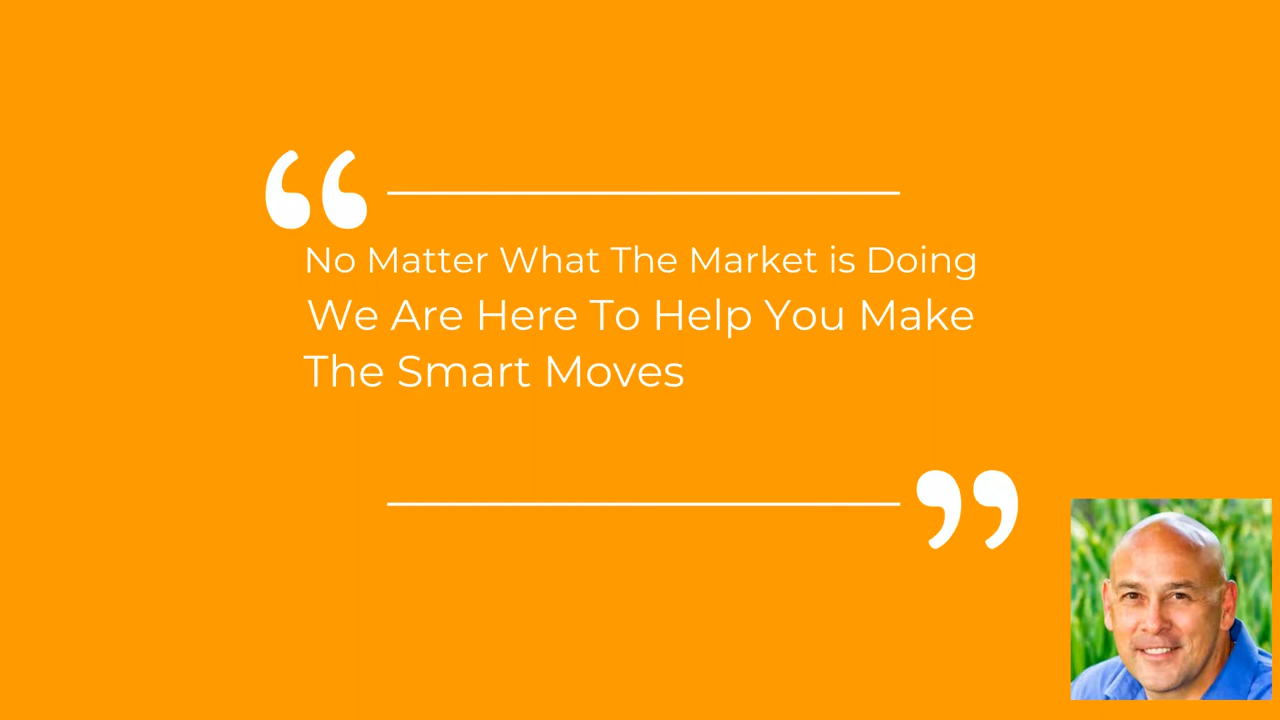 No Matter What The Market is Doing
We Are Here To Help You Make
The Smart Moves